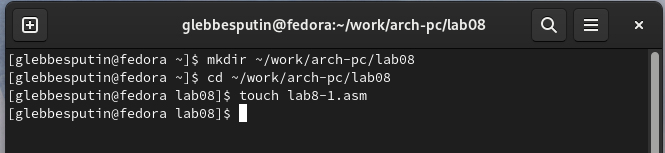 glebbesputin@fedora:~/work/arch-pc/lab08
[glebbesputin@fedora ~]$ mkdir ~/work/arch-pc/lab08
[glebbesputin@fedora ~]$ cd ~/work/arch-pc/lab08
[glebbesputin@fedora lab08]$ touch lab8-1.asm
[glebbesputin@fedora lab08]$